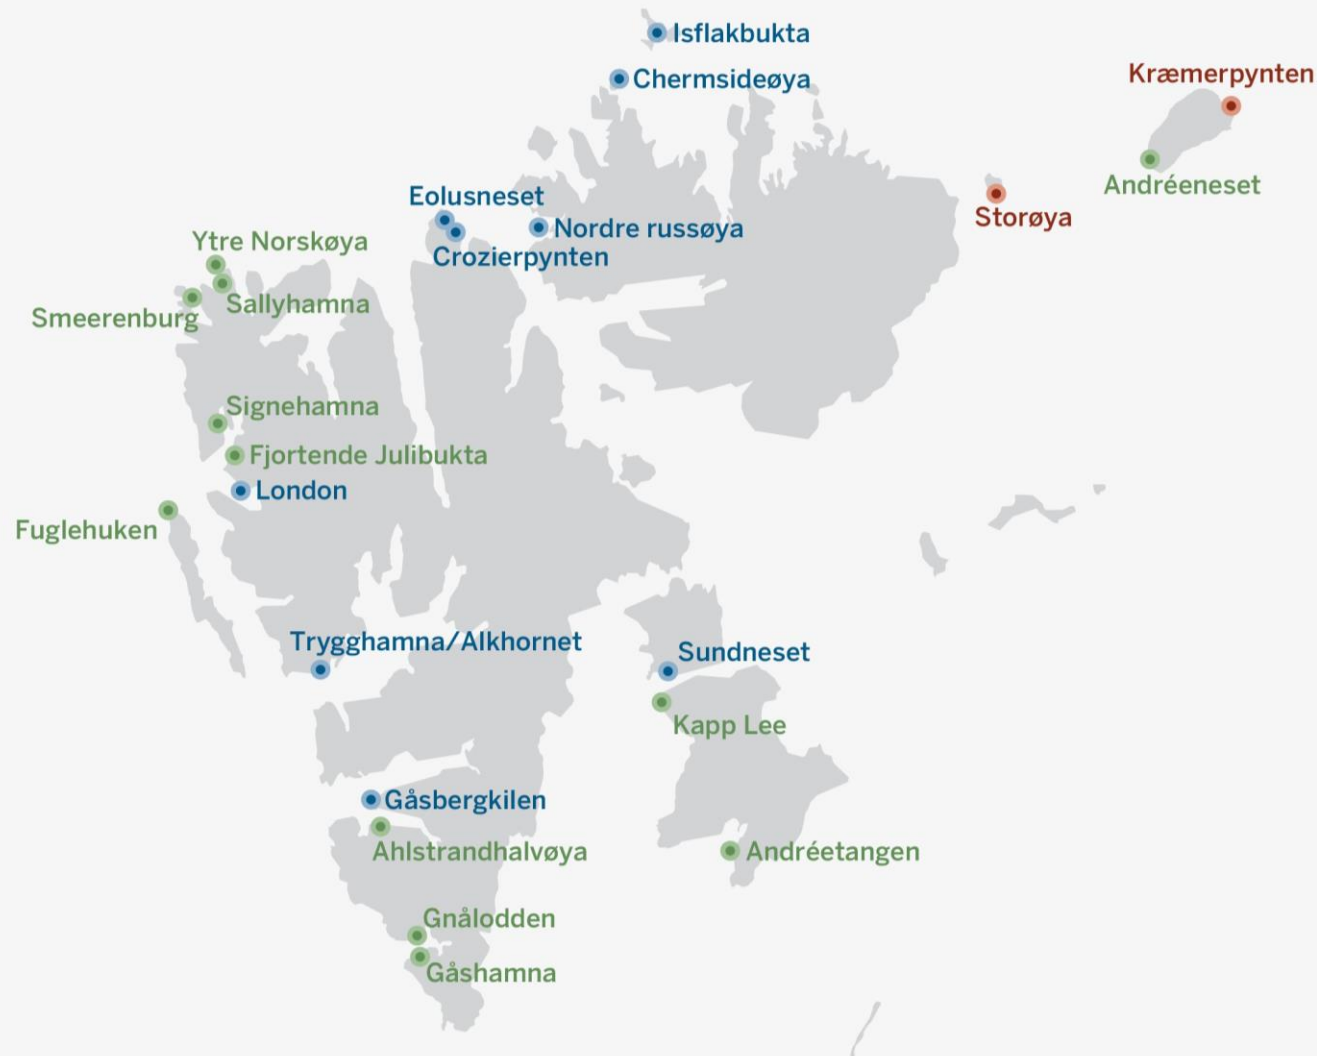 Isflakbukta
Chermsideøya
Kræmerpynten
Andréeneset
Storøya
Eolusneset
Nordre russøya
Crozierpynten
Ytre Norskøya
Sallyhamna
Smeerenburg
Signehamna
Fjortende Julibukta
London
Fuglehuken
Trygghamna/Alkhornet
Sundneset
Kapp Lee
Gåsbergkilen
Ahlstrandhalvøya
Andréetangen
Gnålodden
Gåshamna